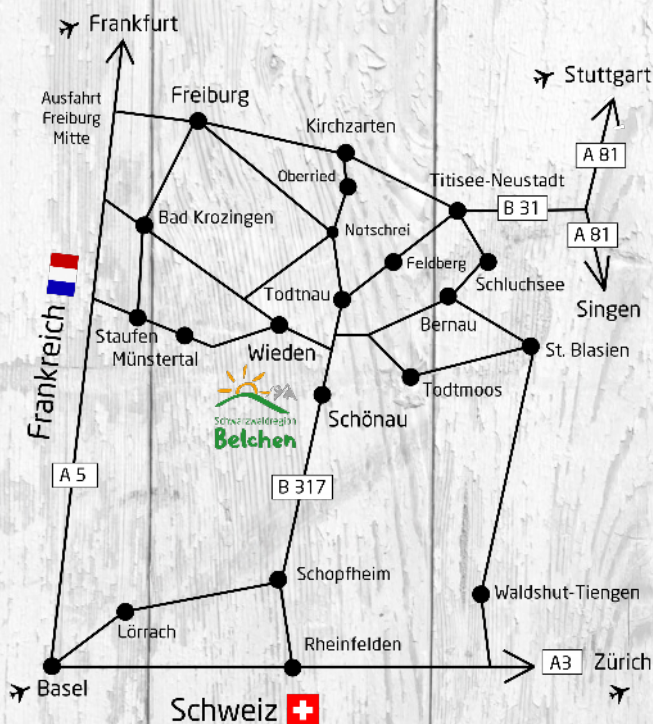 Frankfurt
Stuttgart
Ausfahrt
Freiburg
Mitte
Freiburg
Kirchzarten
A 81
Oberried
Titisee-Neustadt
B 31
Bad Krozingen
Notschrei
A 81
Feldberg
Schluchsee
Todtnau
Singen
Bernau
Staufen
Münstertal
Wieden
St. Blasien
Frankreich
Todtmoos
Schönau
Schwarzwaldregion
Belchen
A 5
B 317
Schopfheim
Waldshut-Tiengen
Lörrach
Rheinfelden
A3
Zürich
Basel
Schweiz